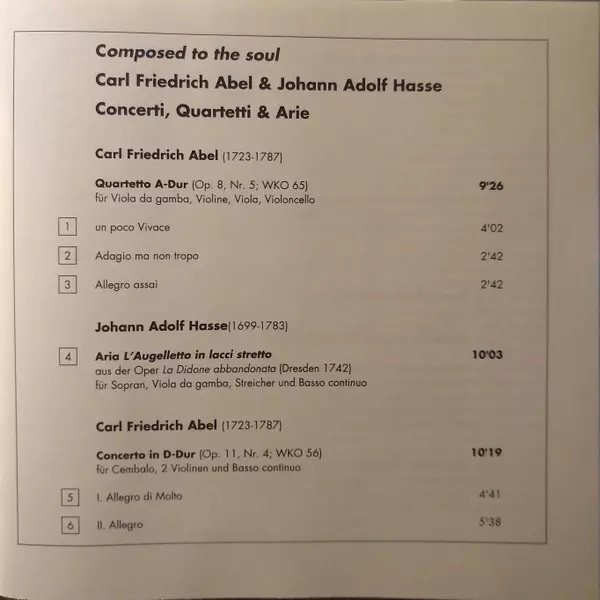 Composed to the soul
Carl Friedrich Abel & Johann Adolf Hasse
Concerti, Quartetti & Arie
Carl Friedrich Abel (1723-1787)
Quartetto A-Dur (Op. 8, Nr. 5; WKO 65) 9'26
für Viola da gamba, Violine, Viola, Violoncello
1 un poco Vivace 4'02
2 Adagio ma non tropo 2'42
3 Allegro assai 2'42
Johann Adolf Hasse(1699-1783)
4 Aria L'Augelletto in lacci stretto 10'03
aus der Oper La Didone abbandonata (Dresden 1742)
für Sopran, Viola da gamba, Streicher und Basso continuo
Carl Friedrich Abel (1723-1787)
Concerto in D-Dur (Op. 11, Nr. 4; WKO 56) 10'19
für Cembalo, 2 Violinen und Basso continuo
5 I. Allegro di Molto 4'41
6 II. Allegro 5'38